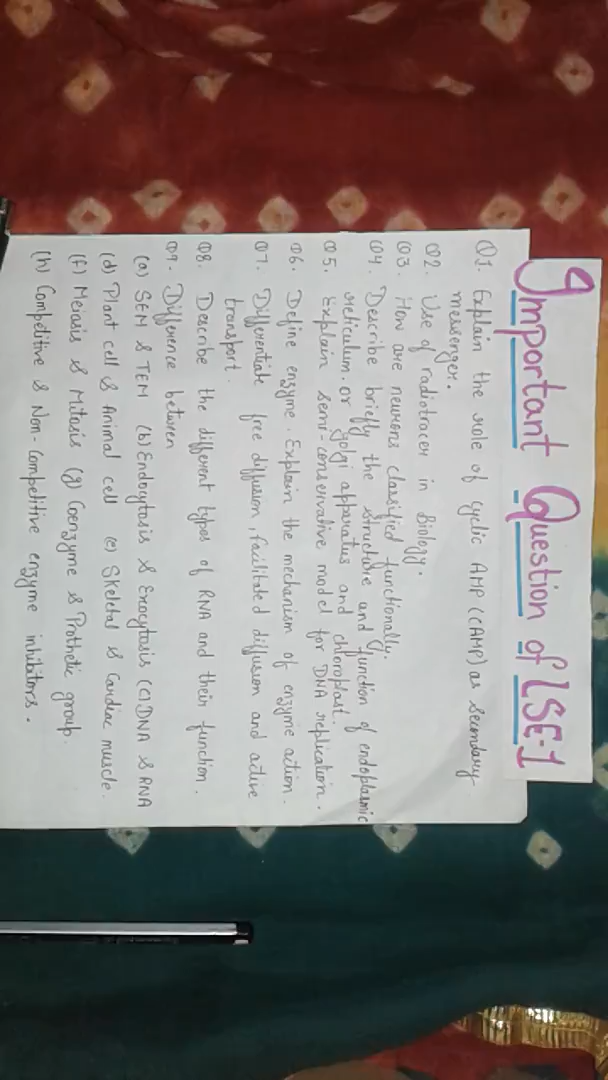 Important Question of LSE-1
Q1. Explain the role of cyclic AMP (CAMP) as secondary
messenger.
Q2. Use of radiotracer in Biology.
Q3. How are neurons classified functionally.
Q4. Describe briefly the structure and function of endoplasmic
reticulum. or golgi apparatus and chloroplast.
Q5. Explain semi-conservative model for DNA replication.
Q6. Define enzyme. Explain the mechanism of enzyme action.
Q7. Differentiate free diffusion, facilitated diffusion and active
transport.
Q8. Describe the different types of RNA and their function.
Q9. Difference between
(a) SEM & TEM (b) Endocytosis & Exocytosis (c) DNA & RNA
(d) Plant cell & Animal cell (e) Skeletal & Cardiac muscle.
(f) Meiosis & Mitosis (g) Coenzyme & Prothetic group.
(h) Competitive & Non-Competitive enzyme inhibitors.